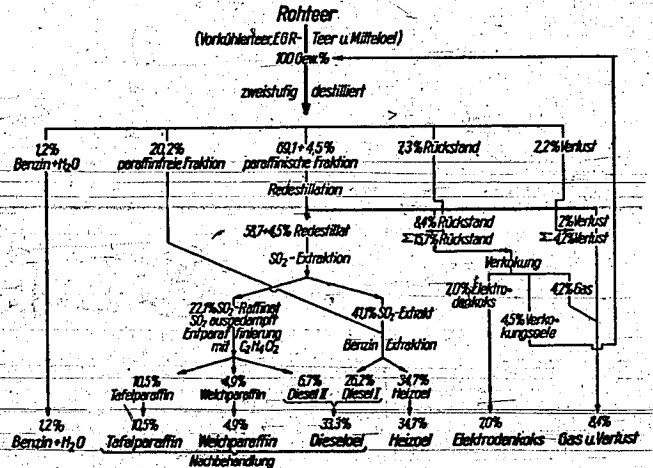 Rohteer
(Vorkühlerteer, EGR- Teer u. Mitteloel)
100 Gew.%
zweistufig destilliert
1,2% 20,2% 69,1+4,5% 7,3% Rückstand 2,2% Verlust
Benzin+H₂O paraffinfreie Fraktion paraffinische Fraktion
Redestillation
8,4% Rückstand 2% Verlust
58,7+4,5% Redestillat Σ15,7% Rückstand Σ4,2% Verlust
SO₂-Extraktion
Verkokung
7,0% Elektrodenkoks 4,2% Gas
22,1% SO₂-Raffinat 41,1% SO₂-Extrakt
SO₂ ausgedampft 4,5% Verkokungsoele
Entparaffinierung
mit C₂H₄O₂ Benzin Extraktion
10,5% 4,9% 6,7% 26,2% 34,7%
Tafelparaffin Weichparaffin Diesel II Diesel I Heizoel
1,2% 10,5% 4,9% 33,3% 34,7% 7,0% 8,4%
Benzin+H₂O Tafelparaffin Weichparaffin Dieseloel Heizoel Elektrodenkoks Gas u. Verlust
Nachbehandlung